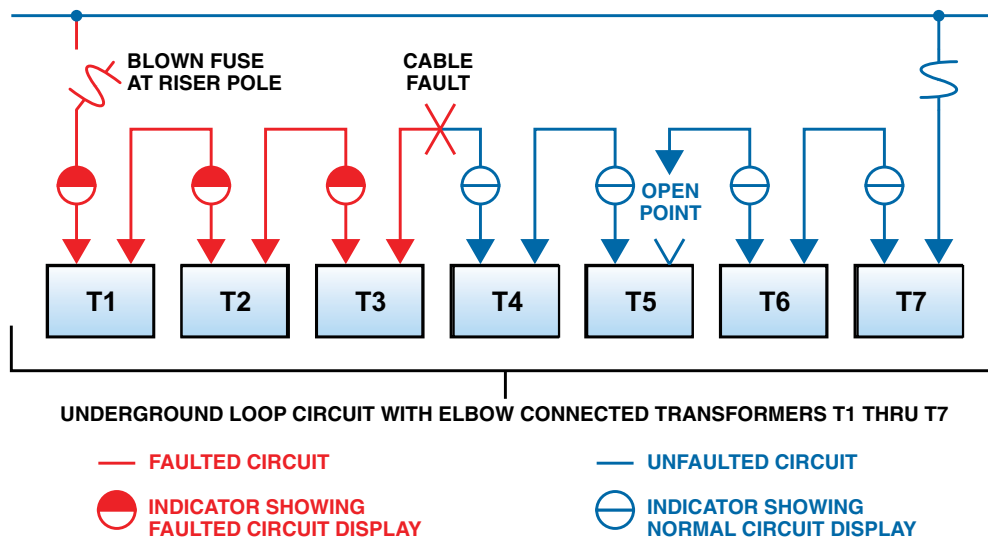 BLOWN FUSE
AT RISER POLE
CABLE
FAULT
OPEN
POINT
T1
T2
T3
T4
T5
T6
T7
UNDERGROUND LOOP CIRCUIT WITH ELBOW CONNECTED TRANSFORMERS T1 THRU T7
FAULTED CIRCUIT
UNFAULTED CIRCUIT
INDICATOR SHOWING
FAULTED CIRCUIT DISPLAY
INDICATOR SHOWING
NORMAL CIRCUIT DISPLAY